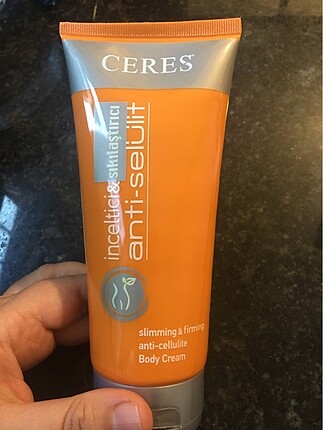 CERES
inceltici & sıkılaştırıcı
anti-selülit
slimming & firming
anti-cellulite
Body Cream